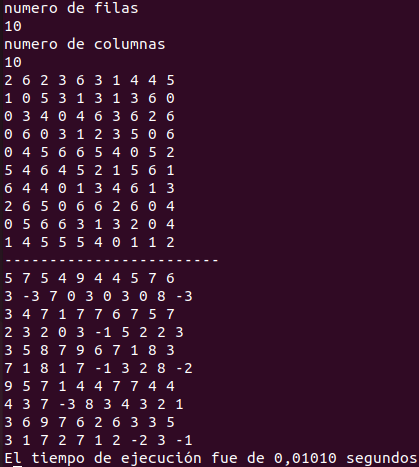 numero de filas
10
numero de columnas
10
2 6 2 3 6 3 1 4 4 5
1 0 5 3 1 3 1 3 6 0
0 3 4 0 4 6 3 6 2 6
0 6 0 3 1 2 3 5 0 6
0 4 5 6 6 5 4 0 5 2
5 4 6 4 5 2 1 5 6 1
6 4 4 0 1 3 4 6 1 3
2 6 5 0 6 6 2 6 0 4
0 5 6 6 3 1 3 2 0 4
1 4 5 5 5 4 0 1 1 2
------------------------
5 7 5 4 9 4 4 5 7 6
3 -3 7 0 3 0 3 0 8 -3
3 4 7 1 7 7 6 7 5 7
2 3 2 0 3 -1 5 2 2 3
3 5 8 7 9 6 7 1 8 3
7 1 8 1 7 -1 3 2 8 -2
9 5 7 1 4 4 7 7 4 4
4 3 7 -3 8 3 4 3 2 1
3 6 9 7 6 2 6 3 3 5
3 1 7 2 7 1 2 -2 3 -1
El tiempo de ejecución fue de 0,01010 segundos